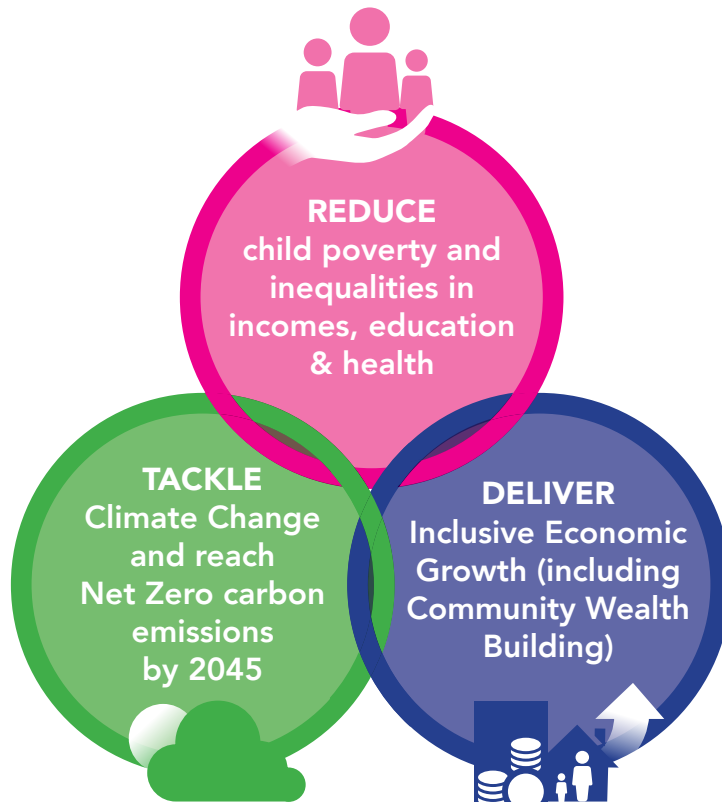 REDUCE
child poverty and
inequalities in
incomes, education
& health
TACKLE
Climate Change
and reach
Net Zero carbon
emissions
by 2045
DELIVER
Inclusive Economic
Growth (including
Community Wealth
Building)